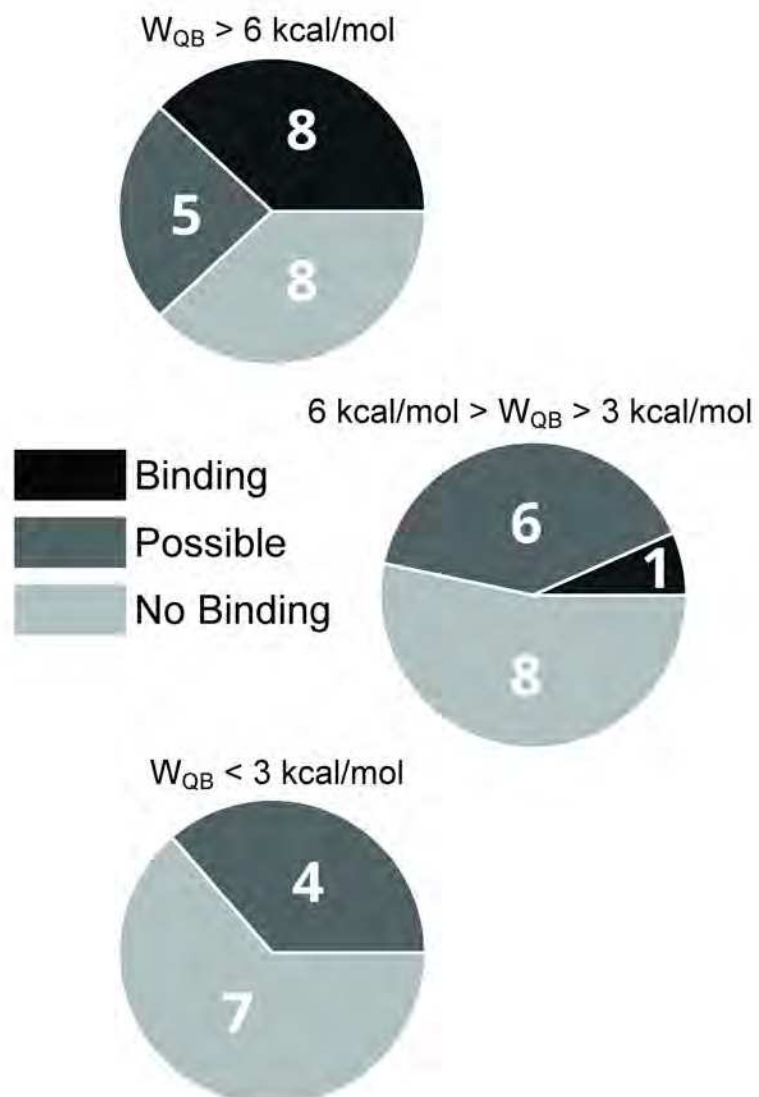 W_QB > 6 kcal/mol
8
5
8
6 kcal/mol > W_QB > 3 kcal/mol
Binding
Possible
No Binding
6
1
8
W_QB < 3 kcal/mol
4
7